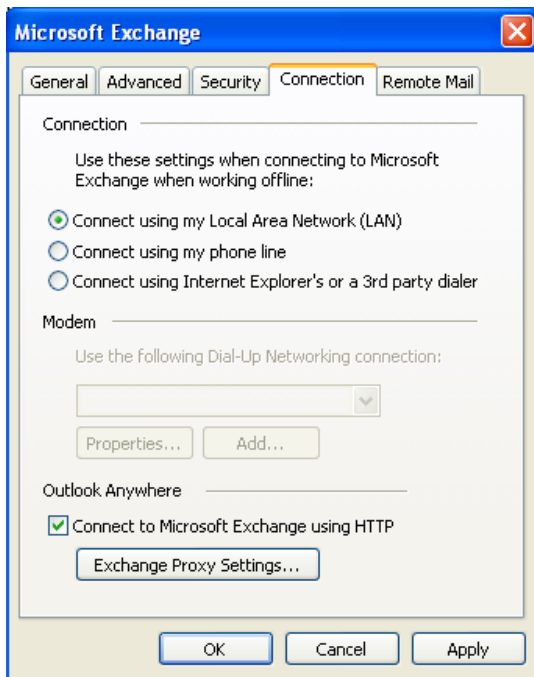 Microsoft Exchange
General Advanced Security Connection Remote Mail
Connection
Use these settings when connecting to Microsoft
Exchange when working offline:
Connect using my Local Area Network (LAN)
Connect using my phone line
Connect using Internet Explorer's or a 3rd party dialer
Modem
Use the following Dial-Up Networking connection:
Properties... Add...
Outlook Anywhere
Connect to Microsoft Exchange using HTTP
Exchange Proxy Settings...
OK Cancel Apply